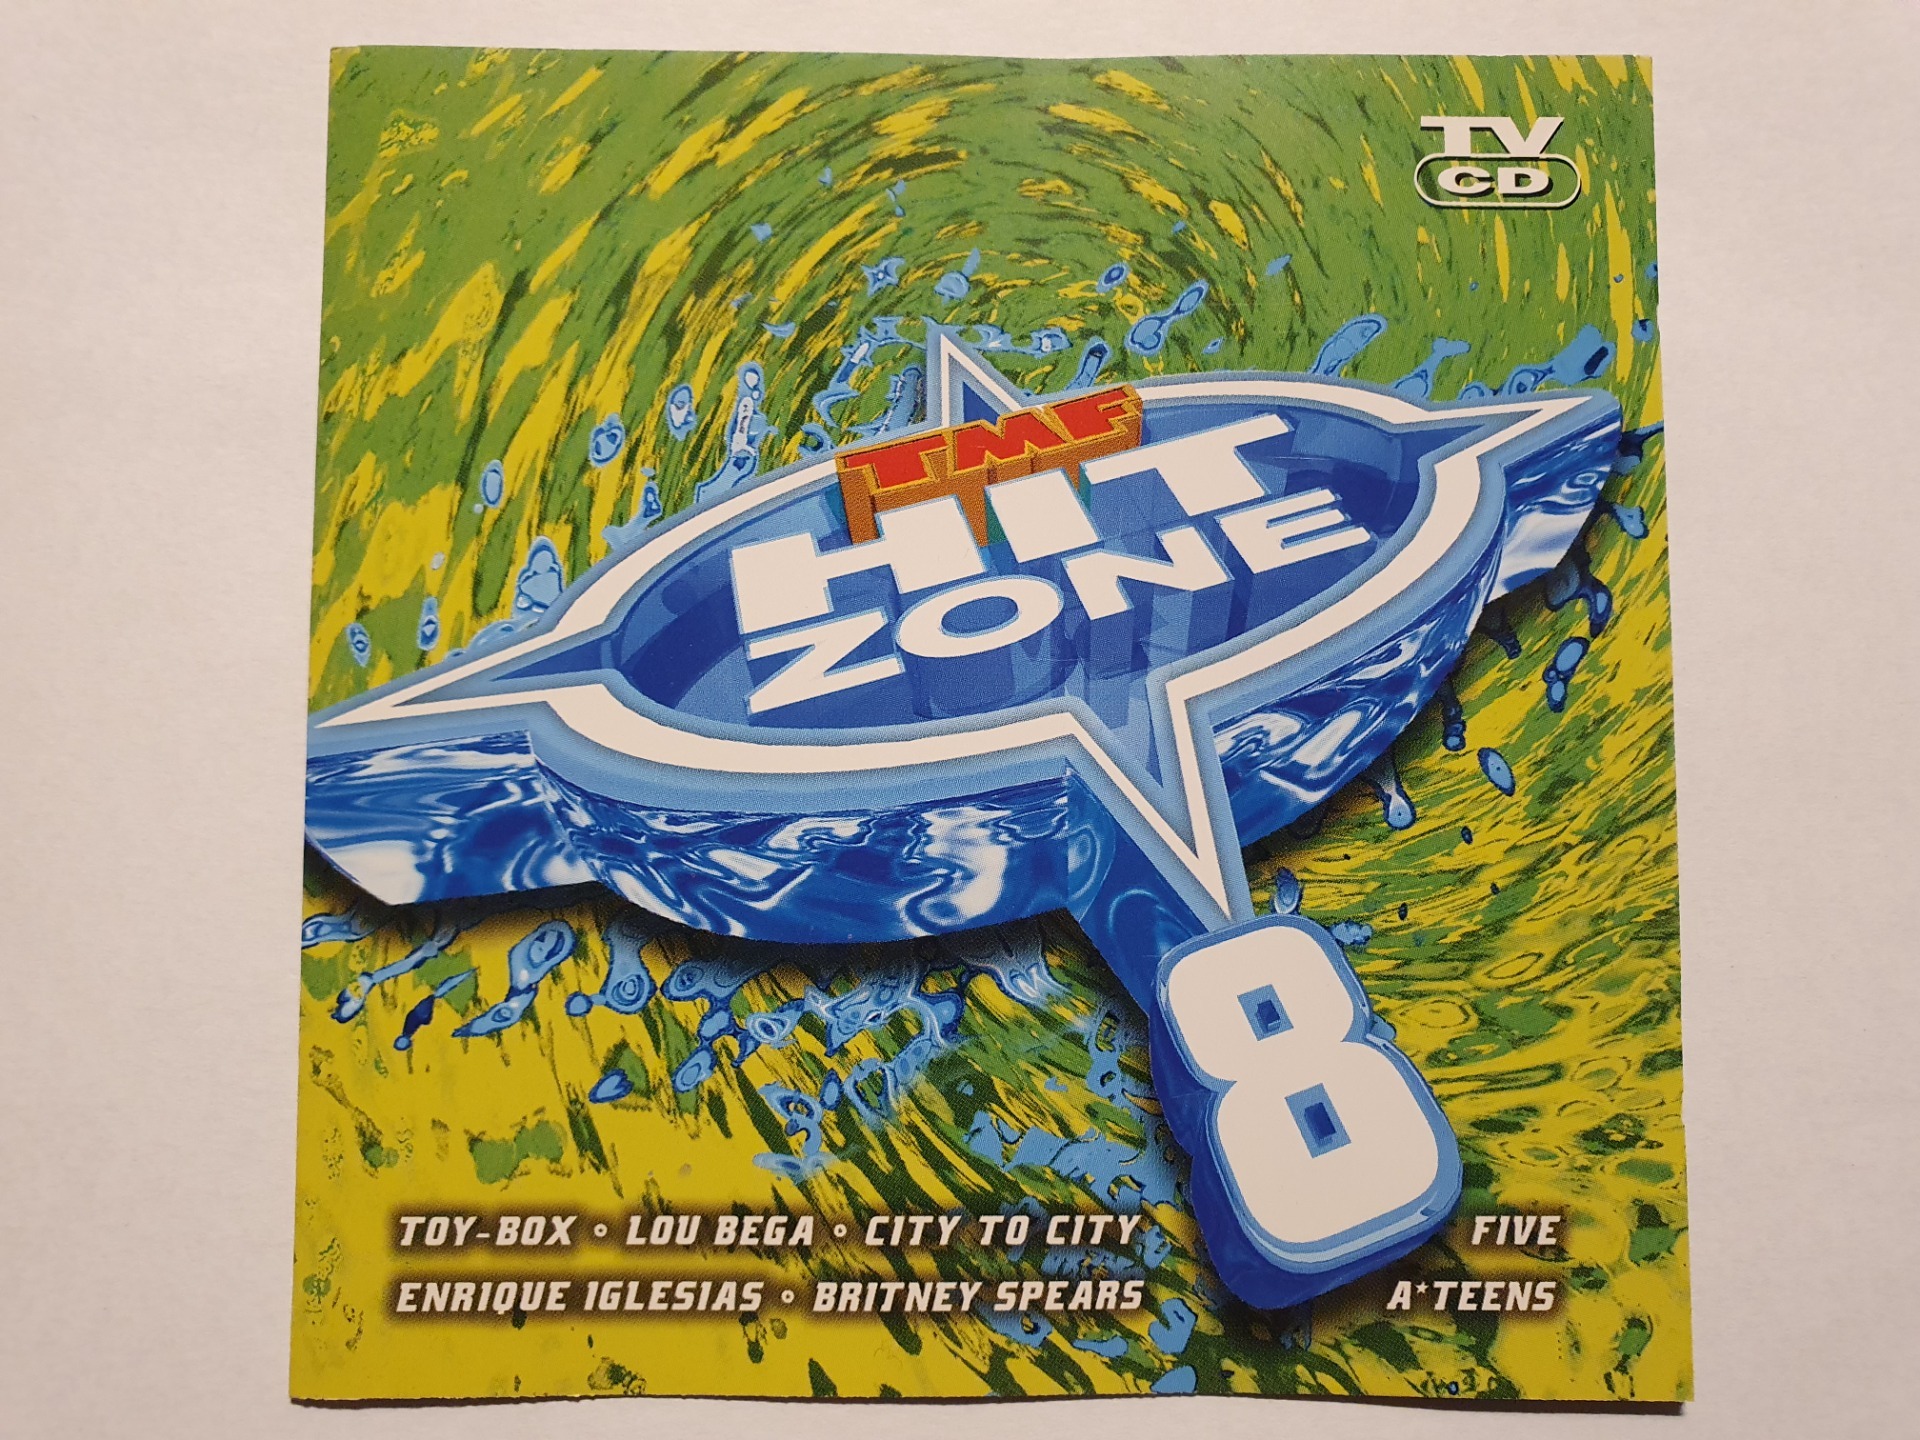 TV
CD
TMF
HIT
ZONE
8
TOY-BOX ∘ LOU BEGA ∘ CITY TO CITY FIVE
ENRIQUE IGLESIAS ∘ BRITNEY SPEARS A*TEENS